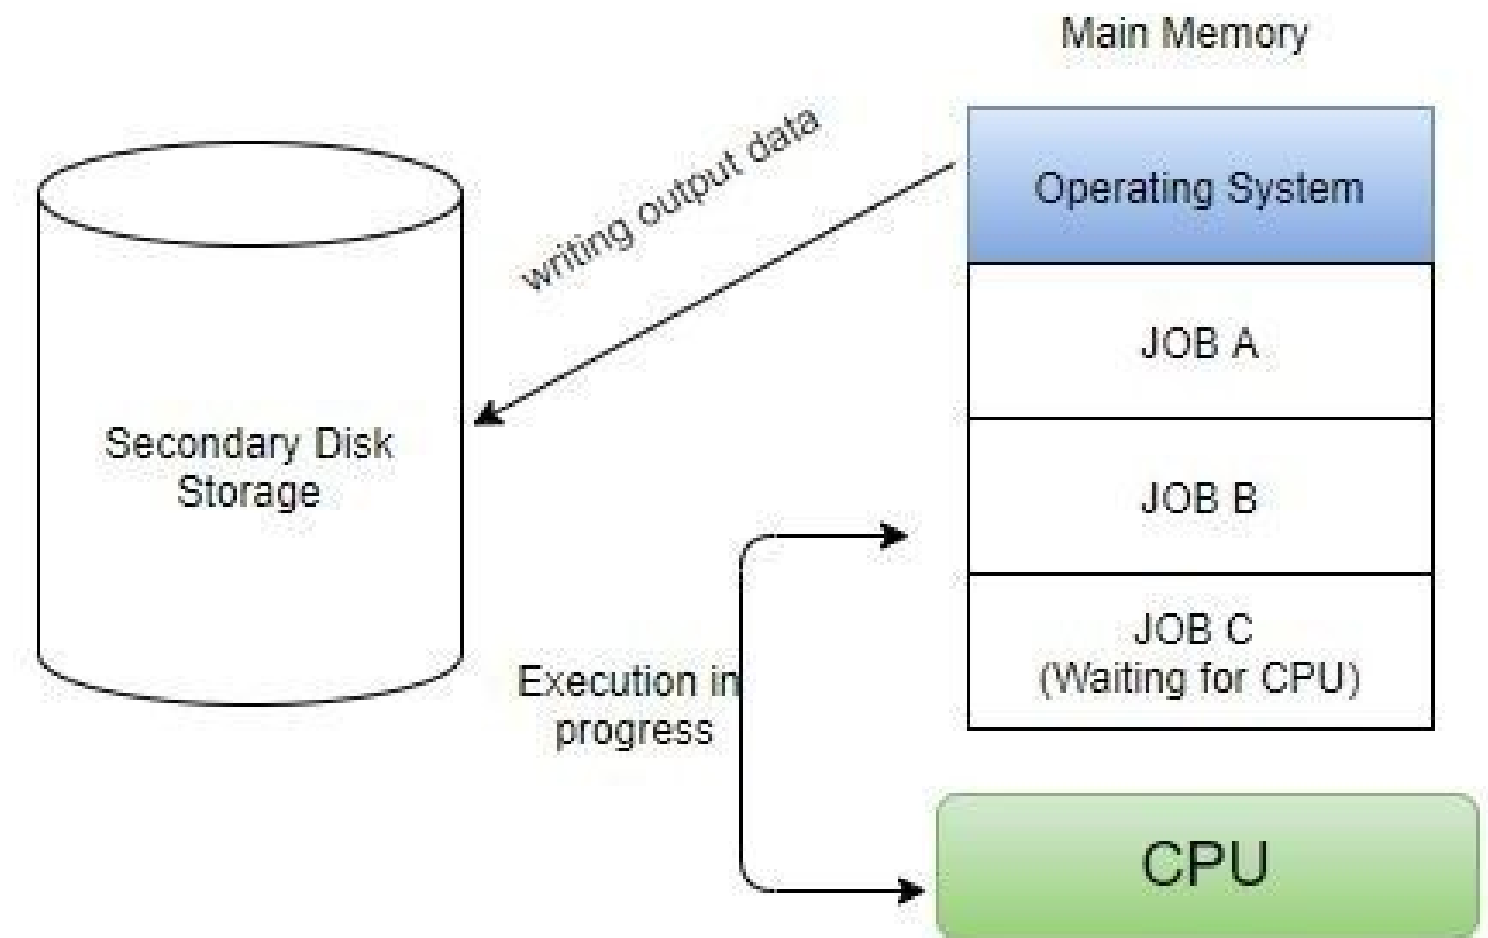 Main Memory
writing output data
Operating System
JOB A
Secondary Disk
Storage
JOB B
JOB C
(Waiting for CPU)
Execution in
progress
CPU